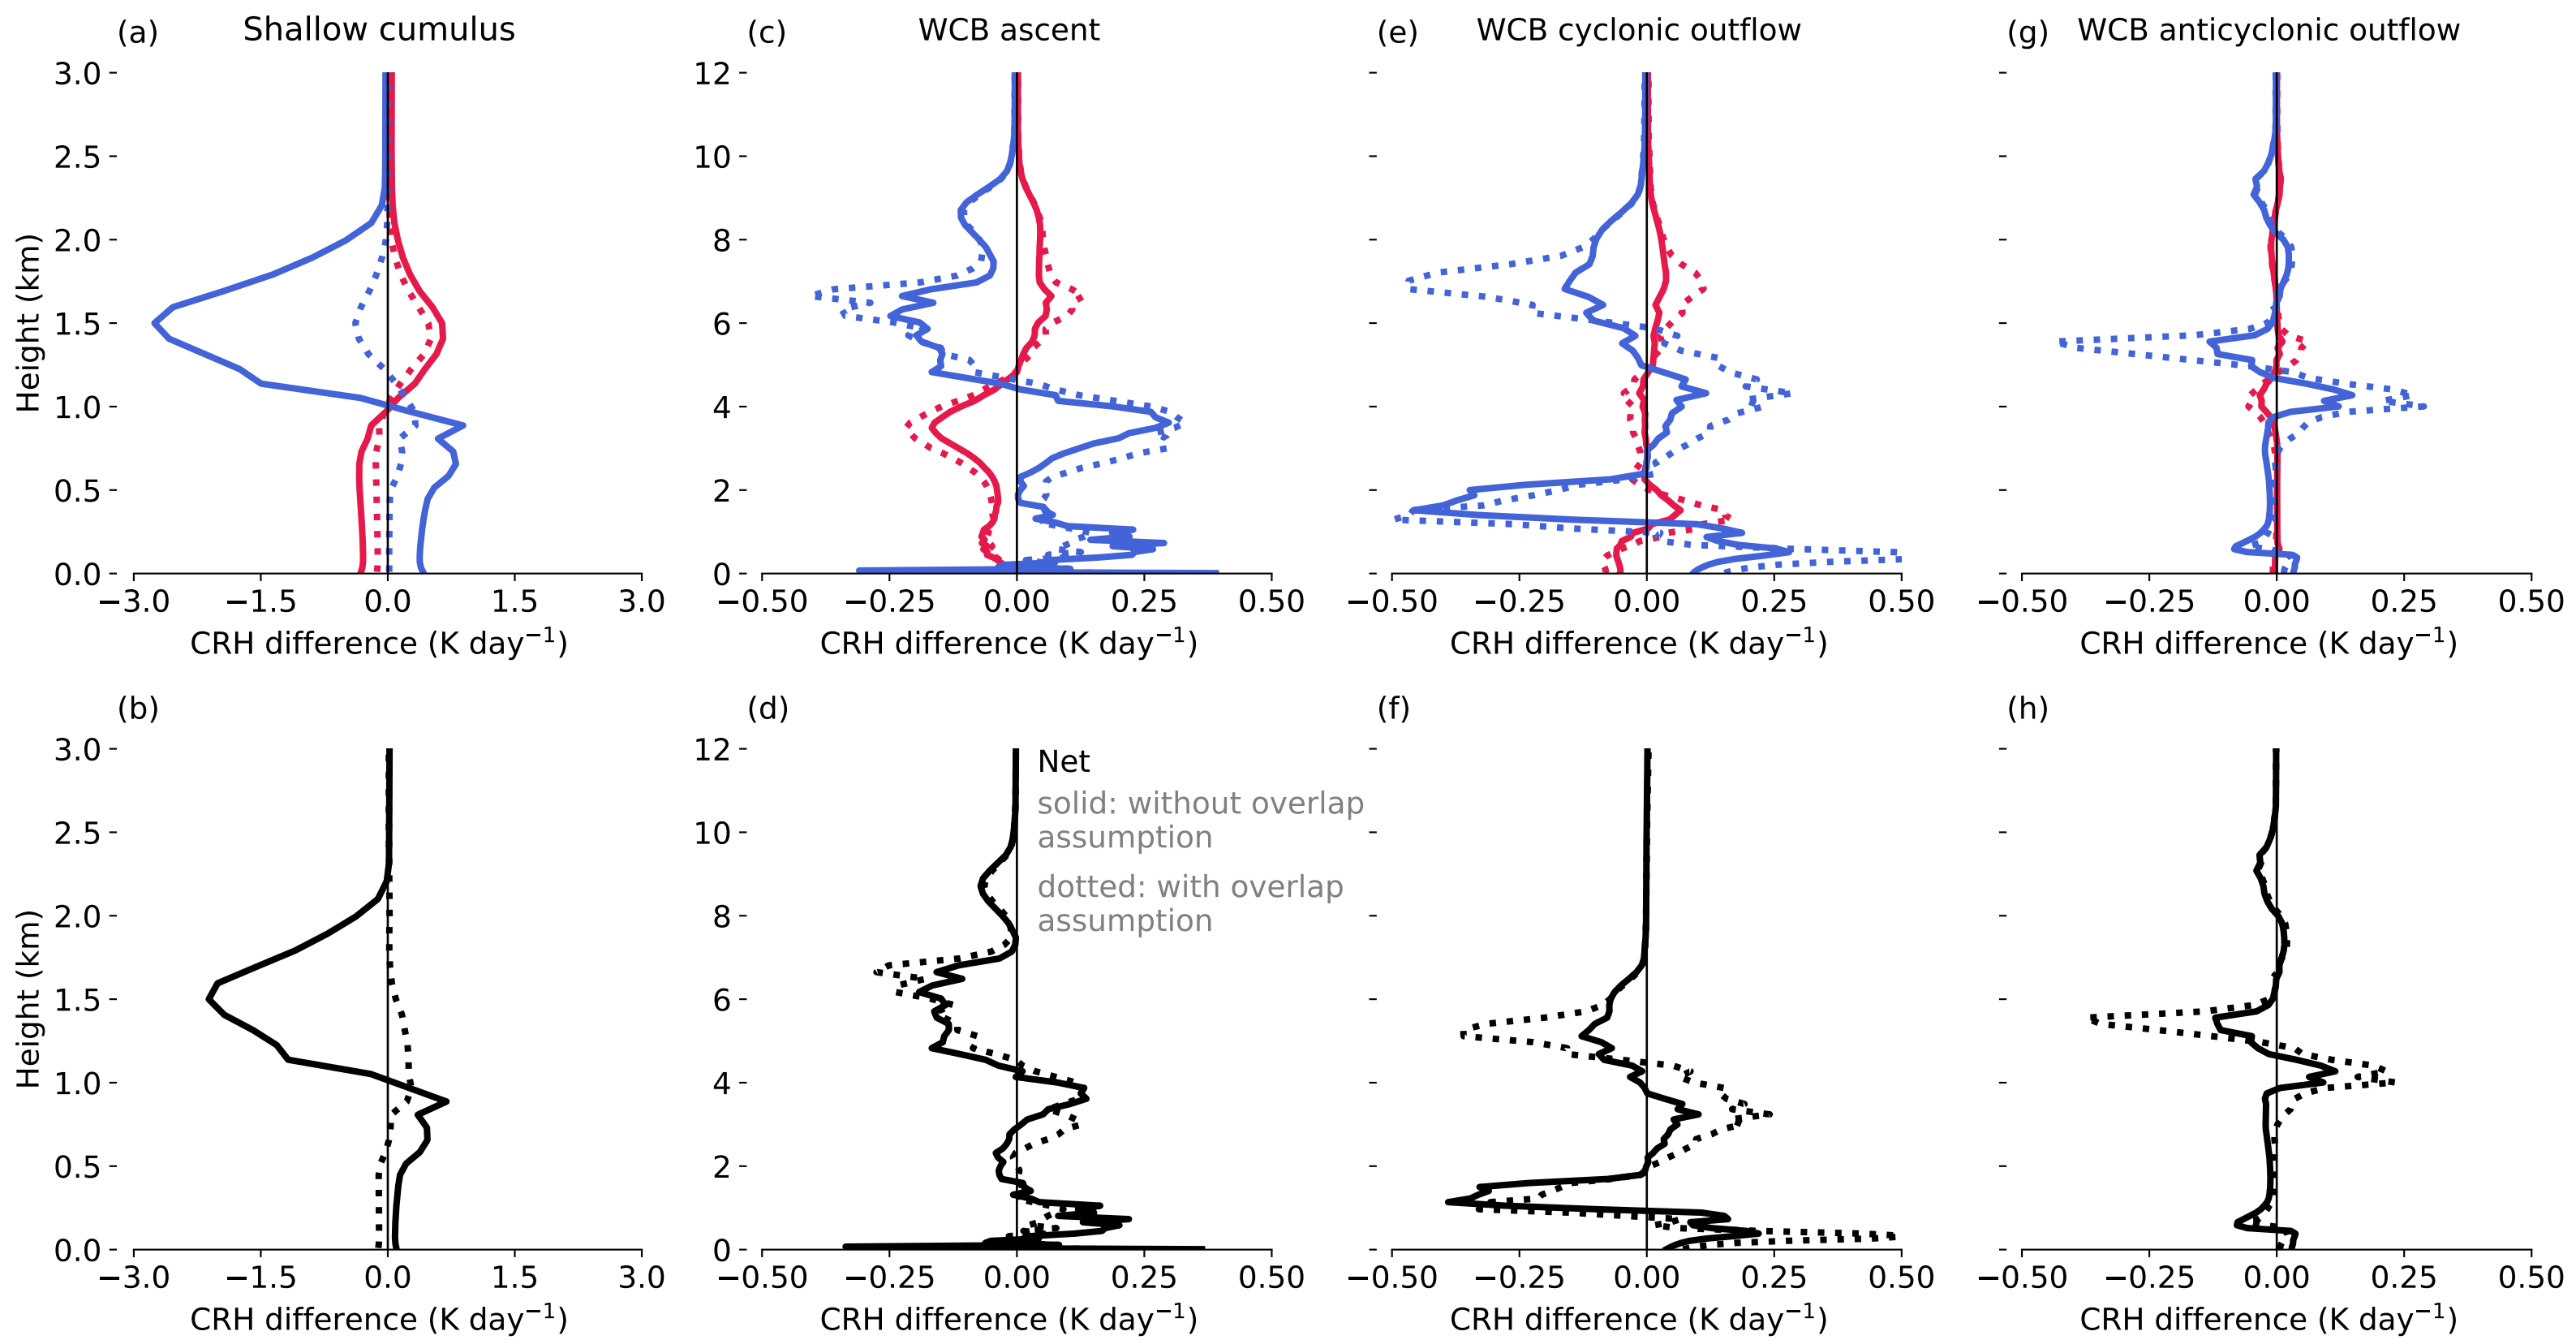 (a) Shallow cumulus
(c) WCB ascent
(e) WCB cyclonic outflow
(g) WCB anticyclonic outflow
Height (km)
3.0
2.5
2.0
1.5
1.0
0.5
0.0
−3.0 −1.5 0.0 1.5 3.0
CRH difference (K day⁻¹)
12
10
8
6
4
2
0
−0.50 −0.25 0.00 0.25 0.50
CRH difference (K day⁻¹)
−0.50 −0.25 0.00 0.25 0.50
CRH difference (K day⁻¹)
−0.50 −0.25 0.00 0.25 0.50
CRH difference (K day⁻¹)
(b)
(d)
(f)
(h)
Height (km)
3.0
2.5
2.0
1.5
1.0
0.5
0.0
−3.0 −1.5 0.0 1.5 3.0
CRH difference (K day⁻¹)
12
10
8
6
4
2
0
Net
solid: without overlap
assumption
dotted: with overlap
assumption
−0.50 −0.25 0.00 0.25 0.50
CRH difference (K day⁻¹)
−0.50 −0.25 0.00 0.25 0.50
CRH difference (K day⁻¹)
−0.50 −0.25 0.00 0.25 0.50
CRH difference (K day⁻¹)